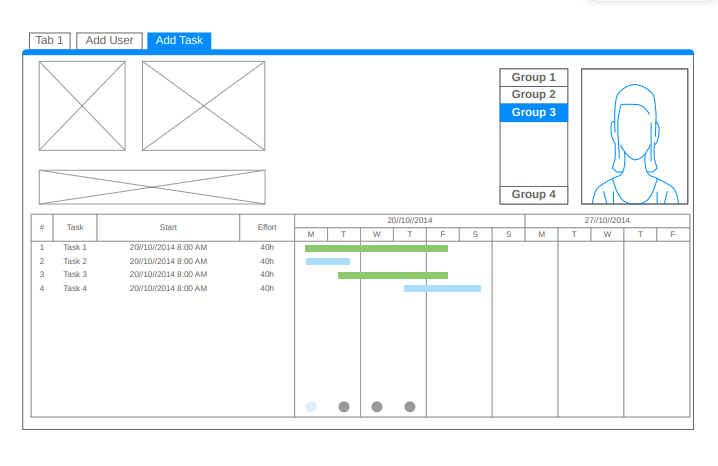 Tab 1 Add User Add Task
Group 1
Group 2
Group 3
Group 4
# Task Start Effort 20//10//2014 27//10//2014
M T W T F S S M T W T F
1 Task 1 20//10//2014 8:00 AM 40h
2 Task 2 20//10//2014 8:00 AM 40h
3 Task 3 20//10//2014 8:00 AM 40h
4 Task 4 20//10//2014 8:00 AM 40h